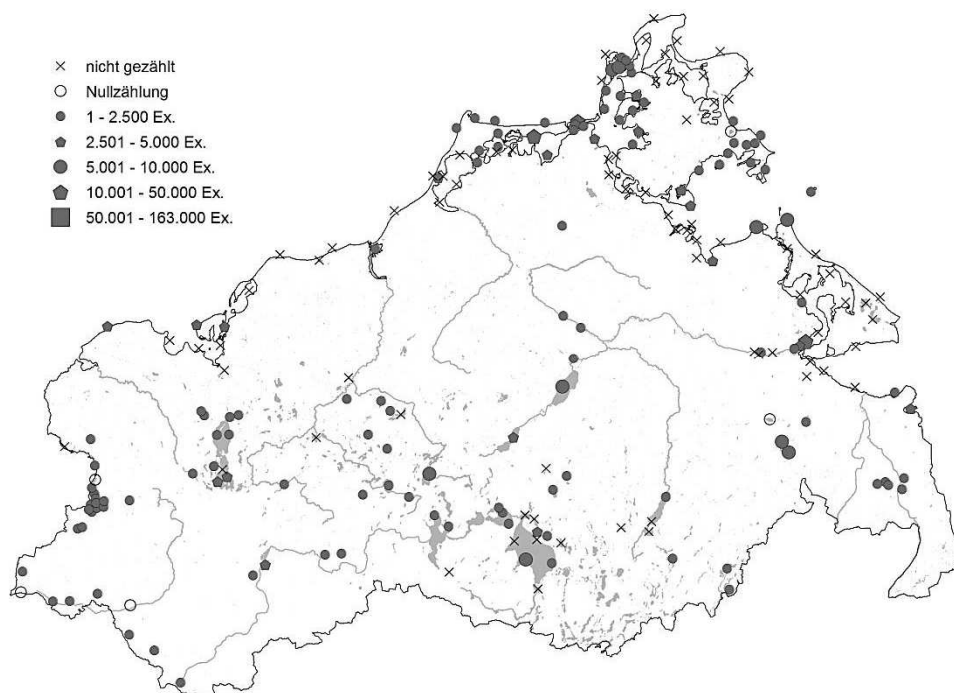 nicht gezählt
Nullzählung
1 - 2.500 Ex.
2.501 - 5.000 Ex.
5.001 - 10.000 Ex.
10.001 - 50.000 Ex.
50.001 - 163.000 Ex.